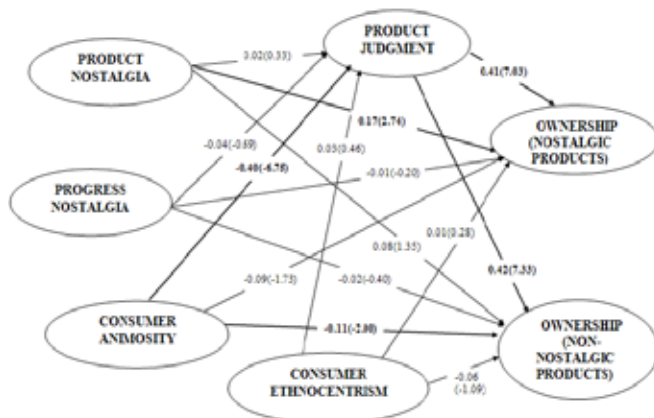 PRODUCT
JUDGMENT
PRODUCT
NOSTALGIA
0.02(0.33)
0.41(7.03)
0.17(2.74)
0.03(0.46)
-0.04(-0.69)
-0.40(-6.75)
OWNERSHIP
(NOSTALGIC
PRODUCTS)
PROGRESS
NOSTALGIA
-0.01(-0.20)
0.01(0.28)
0.08(1.35)
0.42(7.33)
-0.09(-1.73)
-0.02(-0.40)
CONSUMER
ANIMOSITY
-0.11(-2.00)
OWNERSHIP
(NON-
NOSTALGIC
PRODUCTS)
CONSUMER
ETHNOCENTRISM
-0.06
(-1.09)